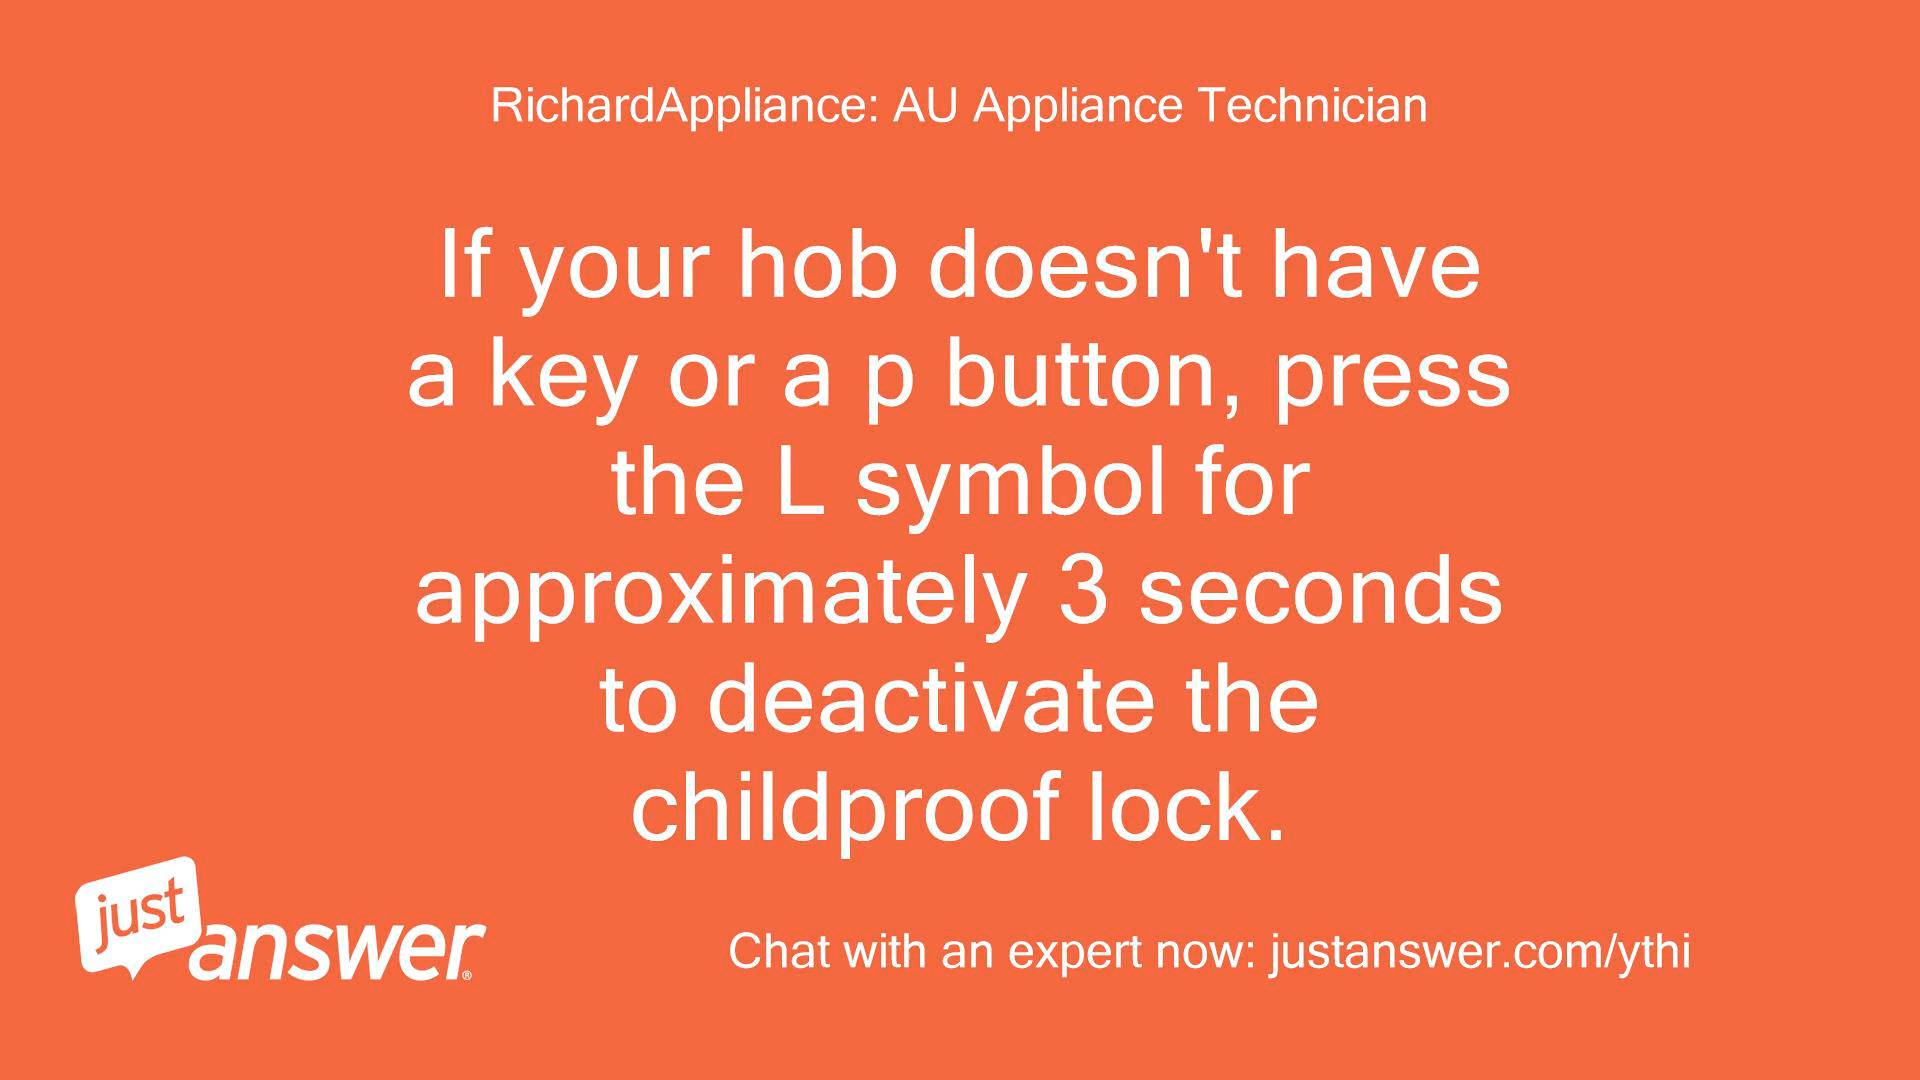 RichardAppliance: AU Appliance Technician
If your hob doesn't have
a key or a p button, press
the L symbol for
approximately 3 seconds
to deactivate the
childproof lock.
just
answer®
Chat with an expert now: justanswer.com/ythi